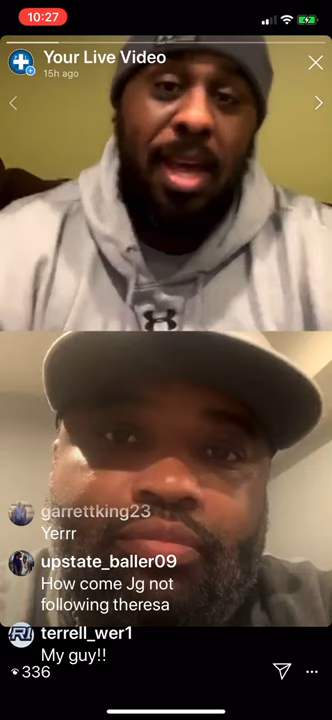 10:27
Your Live Video
15h ago
garrettking23
Yerrr
upstate_baller09
How come Jg not
following theresa
terrell_wer1
My guy!!
336